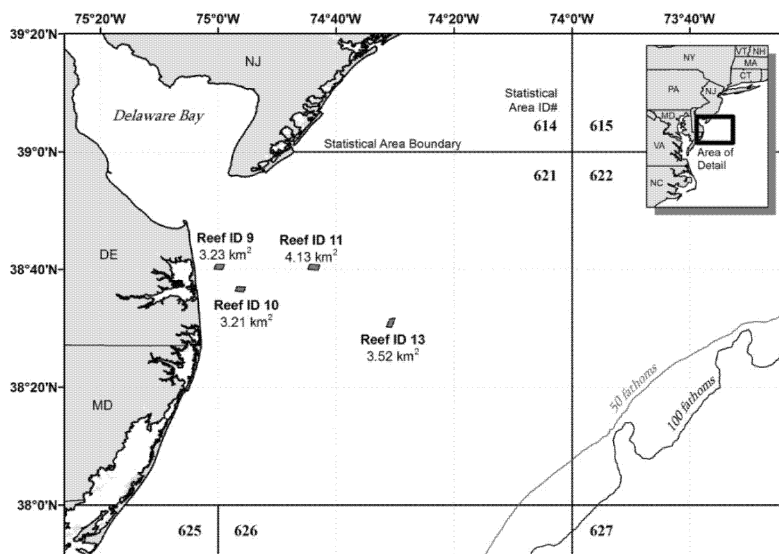 75°20'W 75°0'W 74°40'W 74°20'W 74°0'W 73°40'W
39°20'N
NJ
Delaware Bay
Statistical
Area ID#
614 615
Statistical Area Boundary
39°0'N
621 622
NY
VT NH
MA
CT
PA
NJ
MD
VA
NC
Area of
Detail
DE
Reef ID 9
3.23 km²
Reef ID 11
4.13 km²
38°40'N
Reef ID 10
3.21 km²
Reef ID 13
3.52 km²
38°20'N
MD
50 fathoms
100 fathoms
38°0'N
625 626 627